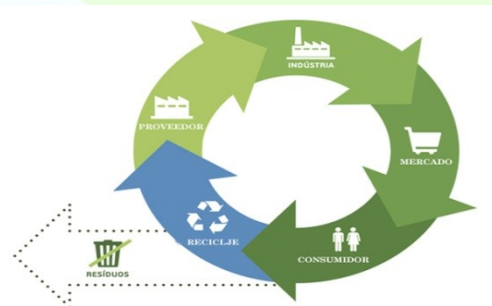 INDÚSTRIA
PROVEEDOR
MERCADO
RECICLJE
CONSUMIDOR
RESÍDUOS